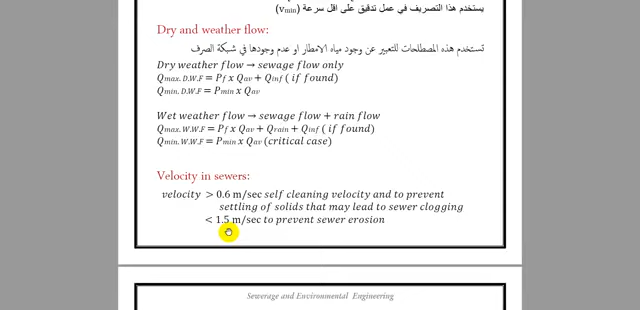 يستخدم هذا التصريف في عمل تدقيق على اقل سرعة (vmin)
Dry and weather flow:
تستخدم هذه المصطلحات للتعبير عن وجود مياه الامطار او عدم وجودها في شبكة الصرف
Dry weather flow → sewage flow only
Qmax. D.W.F = Pf x Qav + Qinf ( if found)
Qmin. D.W.F = Pmin x Qav
Wet weather flow → sewage flow + rain flow
Qmax. W.W.F = Pf x Qav + Qrain + Qinf ( if found)
Qmin. W.W.F = Pmin x Qav (critical case)
Velocity in sewers:
velocity > 0.6 m/sec self cleaning velocity and to prevent
settling of solids that may lead to sewer clogging
< 1.5 m/sec to prevent sewer erosion
Sewerage and Environmental Engineering